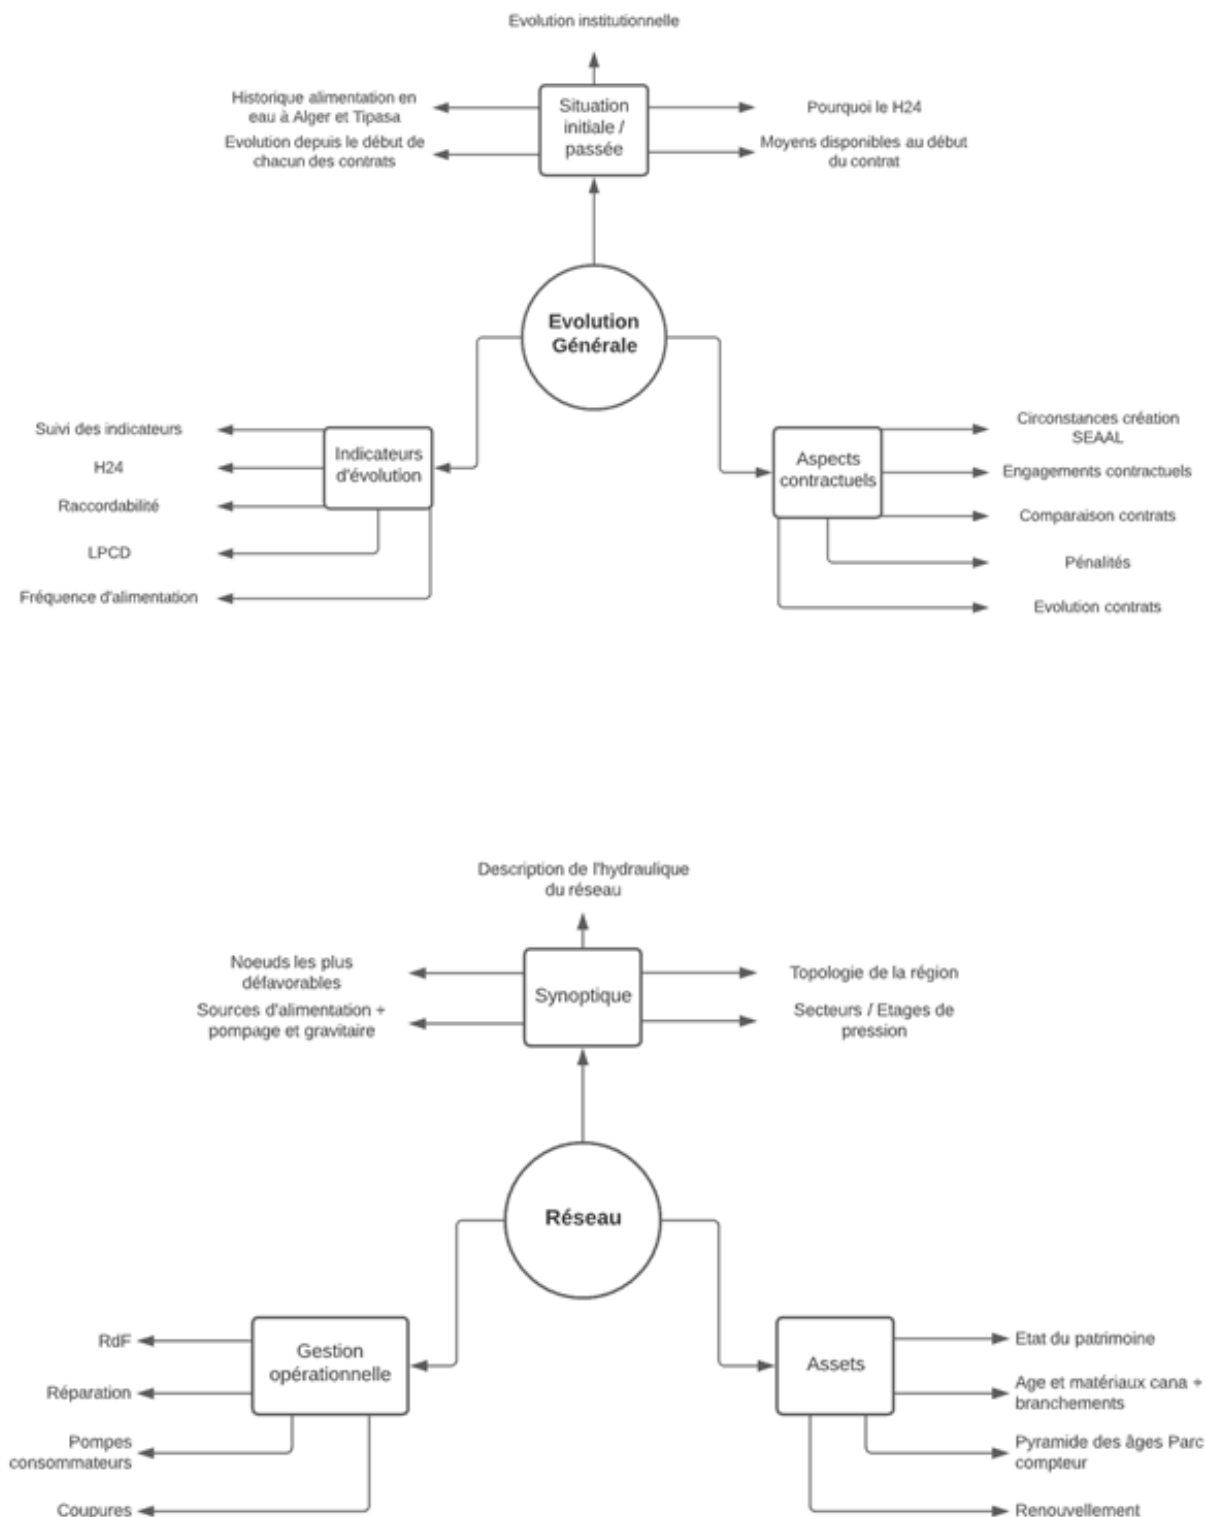 Evolution institutionnelle
Historique alimentation en
eau à Alger et Tipasa
Evolution depuis le début de
chacun des contrats
Situation
initiale /
passée
Pourquoi le H24
Moyens disponibles au début
du contrat
Evolution
Générale
Suivi des indicateurs
H24
Raccordabilité
LPCD
Fréquence d'alimentation
Indicateurs
d'évolution
Aspects
contractuels
Circonstances création
SEAAL
Engagements contractuels
Comparaison contrats
Pénalités
Evolution contrats
Description de l'hydraulique
du réseau
Noeuds les plus
défavorables
Sources d'alimentation +
pompage et gravitaire
Synoptique
Topologie de la région
Secteurs / Etages de
pression
Réseau
RdF
Réparation
Pompes
consommateurs
Coupures
Gestion
opérationnelle
Assets
Etat du patrimoine
Age et matériaux cana +
branchements
Pyramide des âges Parc
compteur
Renouvellement